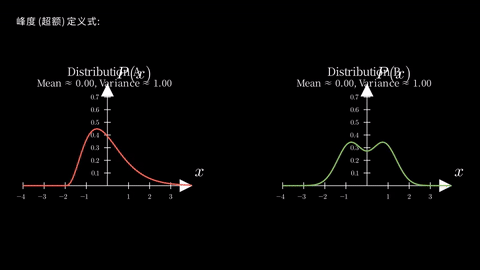 峰度 (超额) 定义式:
Distribution A
P(x)
Mean ≈ 0.00, Variance ≈ 1.00
0.7
0.6
0.5
0.4
0.3
0.2
0.1
x
−4 −3 −2 −1 1 2 3
Distribution B
P(x)
Mean ≈ 0.00, Variance ≈ 1.00
0.7
0.6
0.5
0.4
0.3
0.2
0.1
x
−4 −3 −2 −1 1 2 3